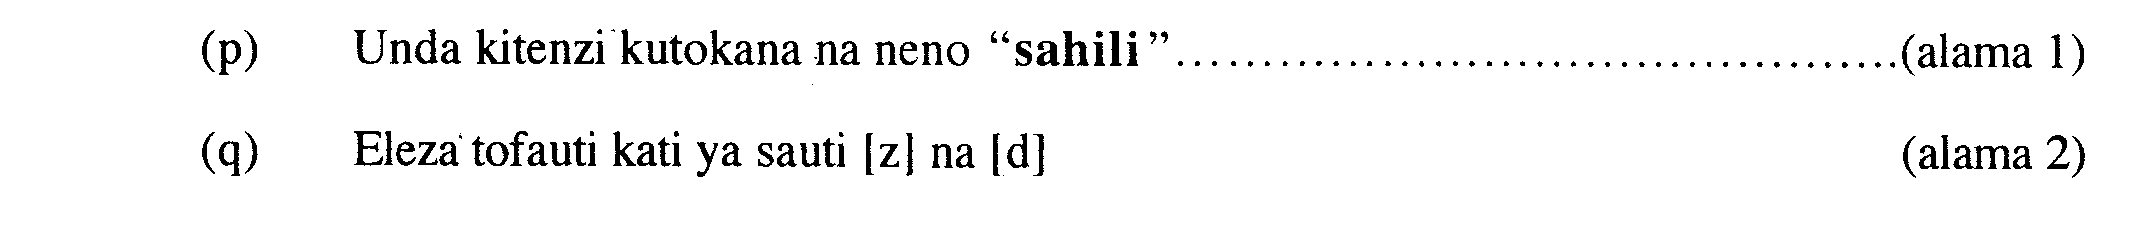 (p) Unda kitenzi kutokana na neno “sahili”..........................................(alama 1)
(q) Eleza tofauti kati ya sauti [z] na [d] (alama 2)